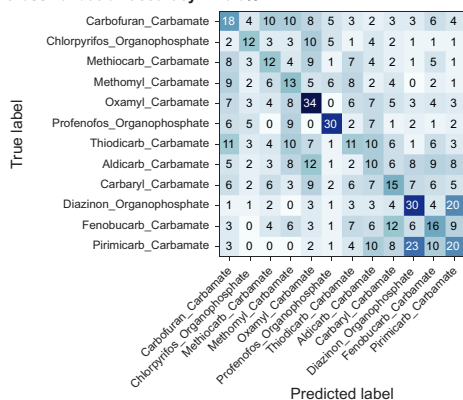 Carbofuran_Carbamate 18 4 10 10 8 5 3 2 3 3 6 4
Chlorpyrifos_Organophosphate 2 12 3 3 10 5 1 4 2 1 1 1
Methiocarb_Carbamate 8 3 12 4 9 1 7 4 2 1 5 1
Methomyl_Carbamate 9 2 6 13 5 6 8 2 4 0 2 1
Oxamyl_Carbamate 7 3 4 8 34 0 6 7 5 3 4 3
Profenofos_Organophosphate 6 5 0 9 0 30 2 7 1 2 1 2
Thiodicarb_Carbamate 11 3 4 10 7 1 11 10 6 1 6 3
Aldicarb_Carbamate 5 2 3 8 12 1 2 10 6 8 9 8
Carbaryl_Carbamate 6 2 6 3 9 2 6 7 15 7 6 5
Diazinon_Organophosphate 1 1 2 0 3 1 3 3 4 30 4 20
Fenobucarb_Carbamate 3 0 4 6 3 1 7 6 12 6 16 9
Pirimicarb_Carbamate 3 0 0 0 2 1 4 10 8 23 10 20
True label
Carbofuran_Carbamate
Chlorpyrifos_Organophosphate
Methiocarb_Carbamate
Methomyl_Carbamate
Oxamyl_Carbamate
Profenofos_Organophosphate
Thiodicarb_Carbamate
Aldicarb_Carbamate
Carbaryl_Carbamate
Diazinon_Organophosphate
Fenobucarb_Carbamate
Pirimicarb_Carbamate
Predicted label